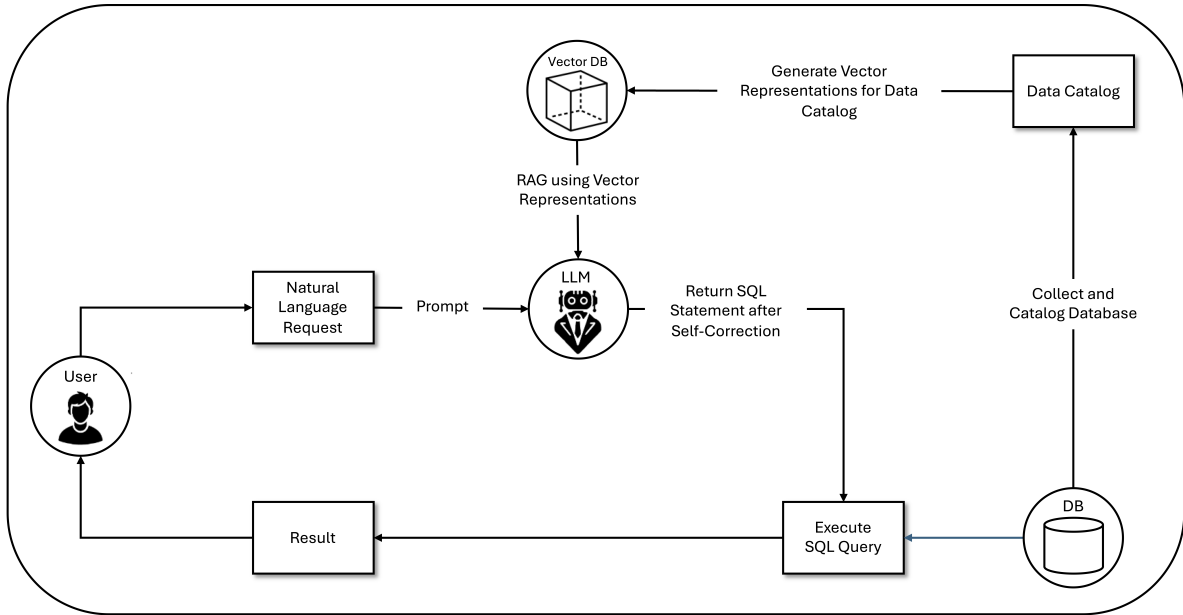 Vector DB
Generate Vector
Representations for Data
Catalog
Data Catalog
RAG using Vector
Representations
Natural
Language
Request
Prompt
LLM
Return SQL
Statement after
Self-Correction
Collect and
Catalog Database
User
Result
Execute
SQL Query
DB